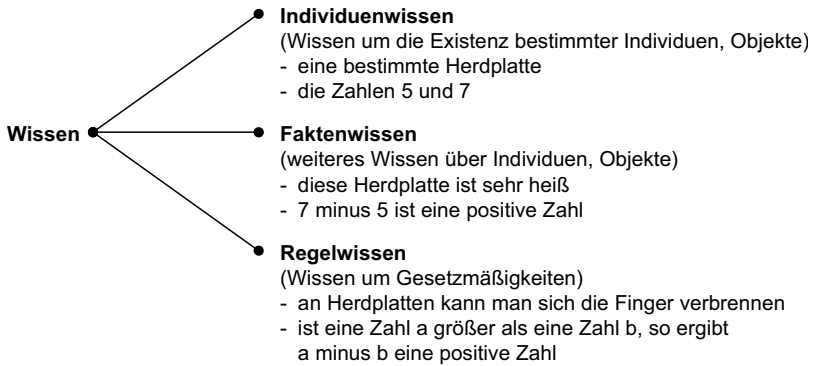 Individuenwissen
(Wissen um die Existenz bestimmter Individuen, Objekte)
- eine bestimmte Herdplatte
- die Zahlen 5 und 7
Wissen
Faktenwissen
(weiteres Wissen über Individuen, Objekte)
- diese Herdplatte ist sehr heiß
- 7 minus 5 ist eine positive Zahl
Regelwissen
(Wissen um Gesetzmäßigkeiten)
- an Herdplatten kann man sich die Finger verbrennen
- ist eine Zahl a größer als eine Zahl b, so ergibt
a minus b eine positive Zahl